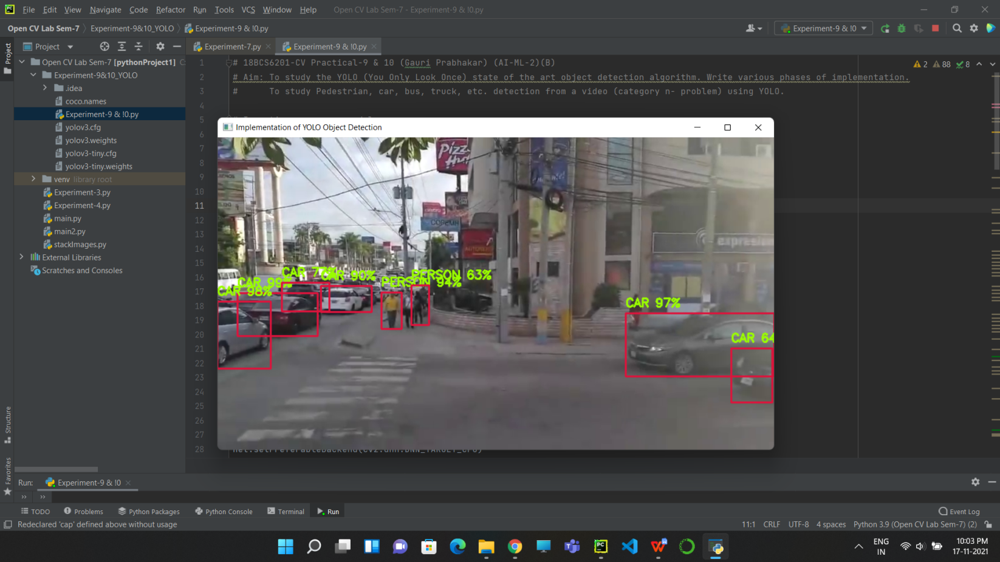 File Edit View Navigate Code Refactor Run Tools VCS Window Help Open CV Lab Sem-7 - Experiment-9 & !0.py
Open CV Lab Sem-7 Experiment-9&10_YOLO Experiment-9 & !0.py Experiment-9 & !0
Project
Project Experiment-7.py Experiment-9 & !0.py
Open CV Lab Sem-7 [pythonProject1] C:
Experiment-9&10_YOLO
.idea
coco.names
Experiment-9 & !0.py
yolov3.cfg
yolov3.weights
yolov3-tiny.cfg
yolov3-tiny.weights
venv library root
Experiment-3.py
Experiment-4.py
main.py
main2.py
stackImages.py
External Libraries
Scratches and Consoles
1 # 18BCS6201-CV Practical-9 & 10 (Gauri Prabhakar) (AI-ML-2)(B)
2 # Aim: To study the YOLO (You Only Look Once) state of the art object detection algorithm. Write various phases of implementation.
3 # To study Pedestrian, car, bus, truck, etc. detection from a video (category n- problem) using YOLO.
4
5
6
7
8
9
10
11
12
13
14
15
16
17
18
19
20
21
22
23
24
25
26
27
28 net.setPreferableBackend(cv2.dnn.DNN_TARGET_CPU)
2 88 8
Implementation of YOLO Object Detection
Pizza
Hut
COPEMH
expresion
CAR 77%
CAR 90%
CAR 99%
CAR 98%
PERSON 63%
PERSON 94%
CAR 97%
CAR 64
Structure
Favorites
Run: Experiment-9 & !0
TODO Problems Python Packages Python Console Terminal Run Event Log
Redeclared 'cap' defined above without usage 11:1 CRLF UTF-8 4 spaces Python 3.9 (Open CV Lab Sem-7) (2)
ENG
IN
10:03 PM
17-11-2021